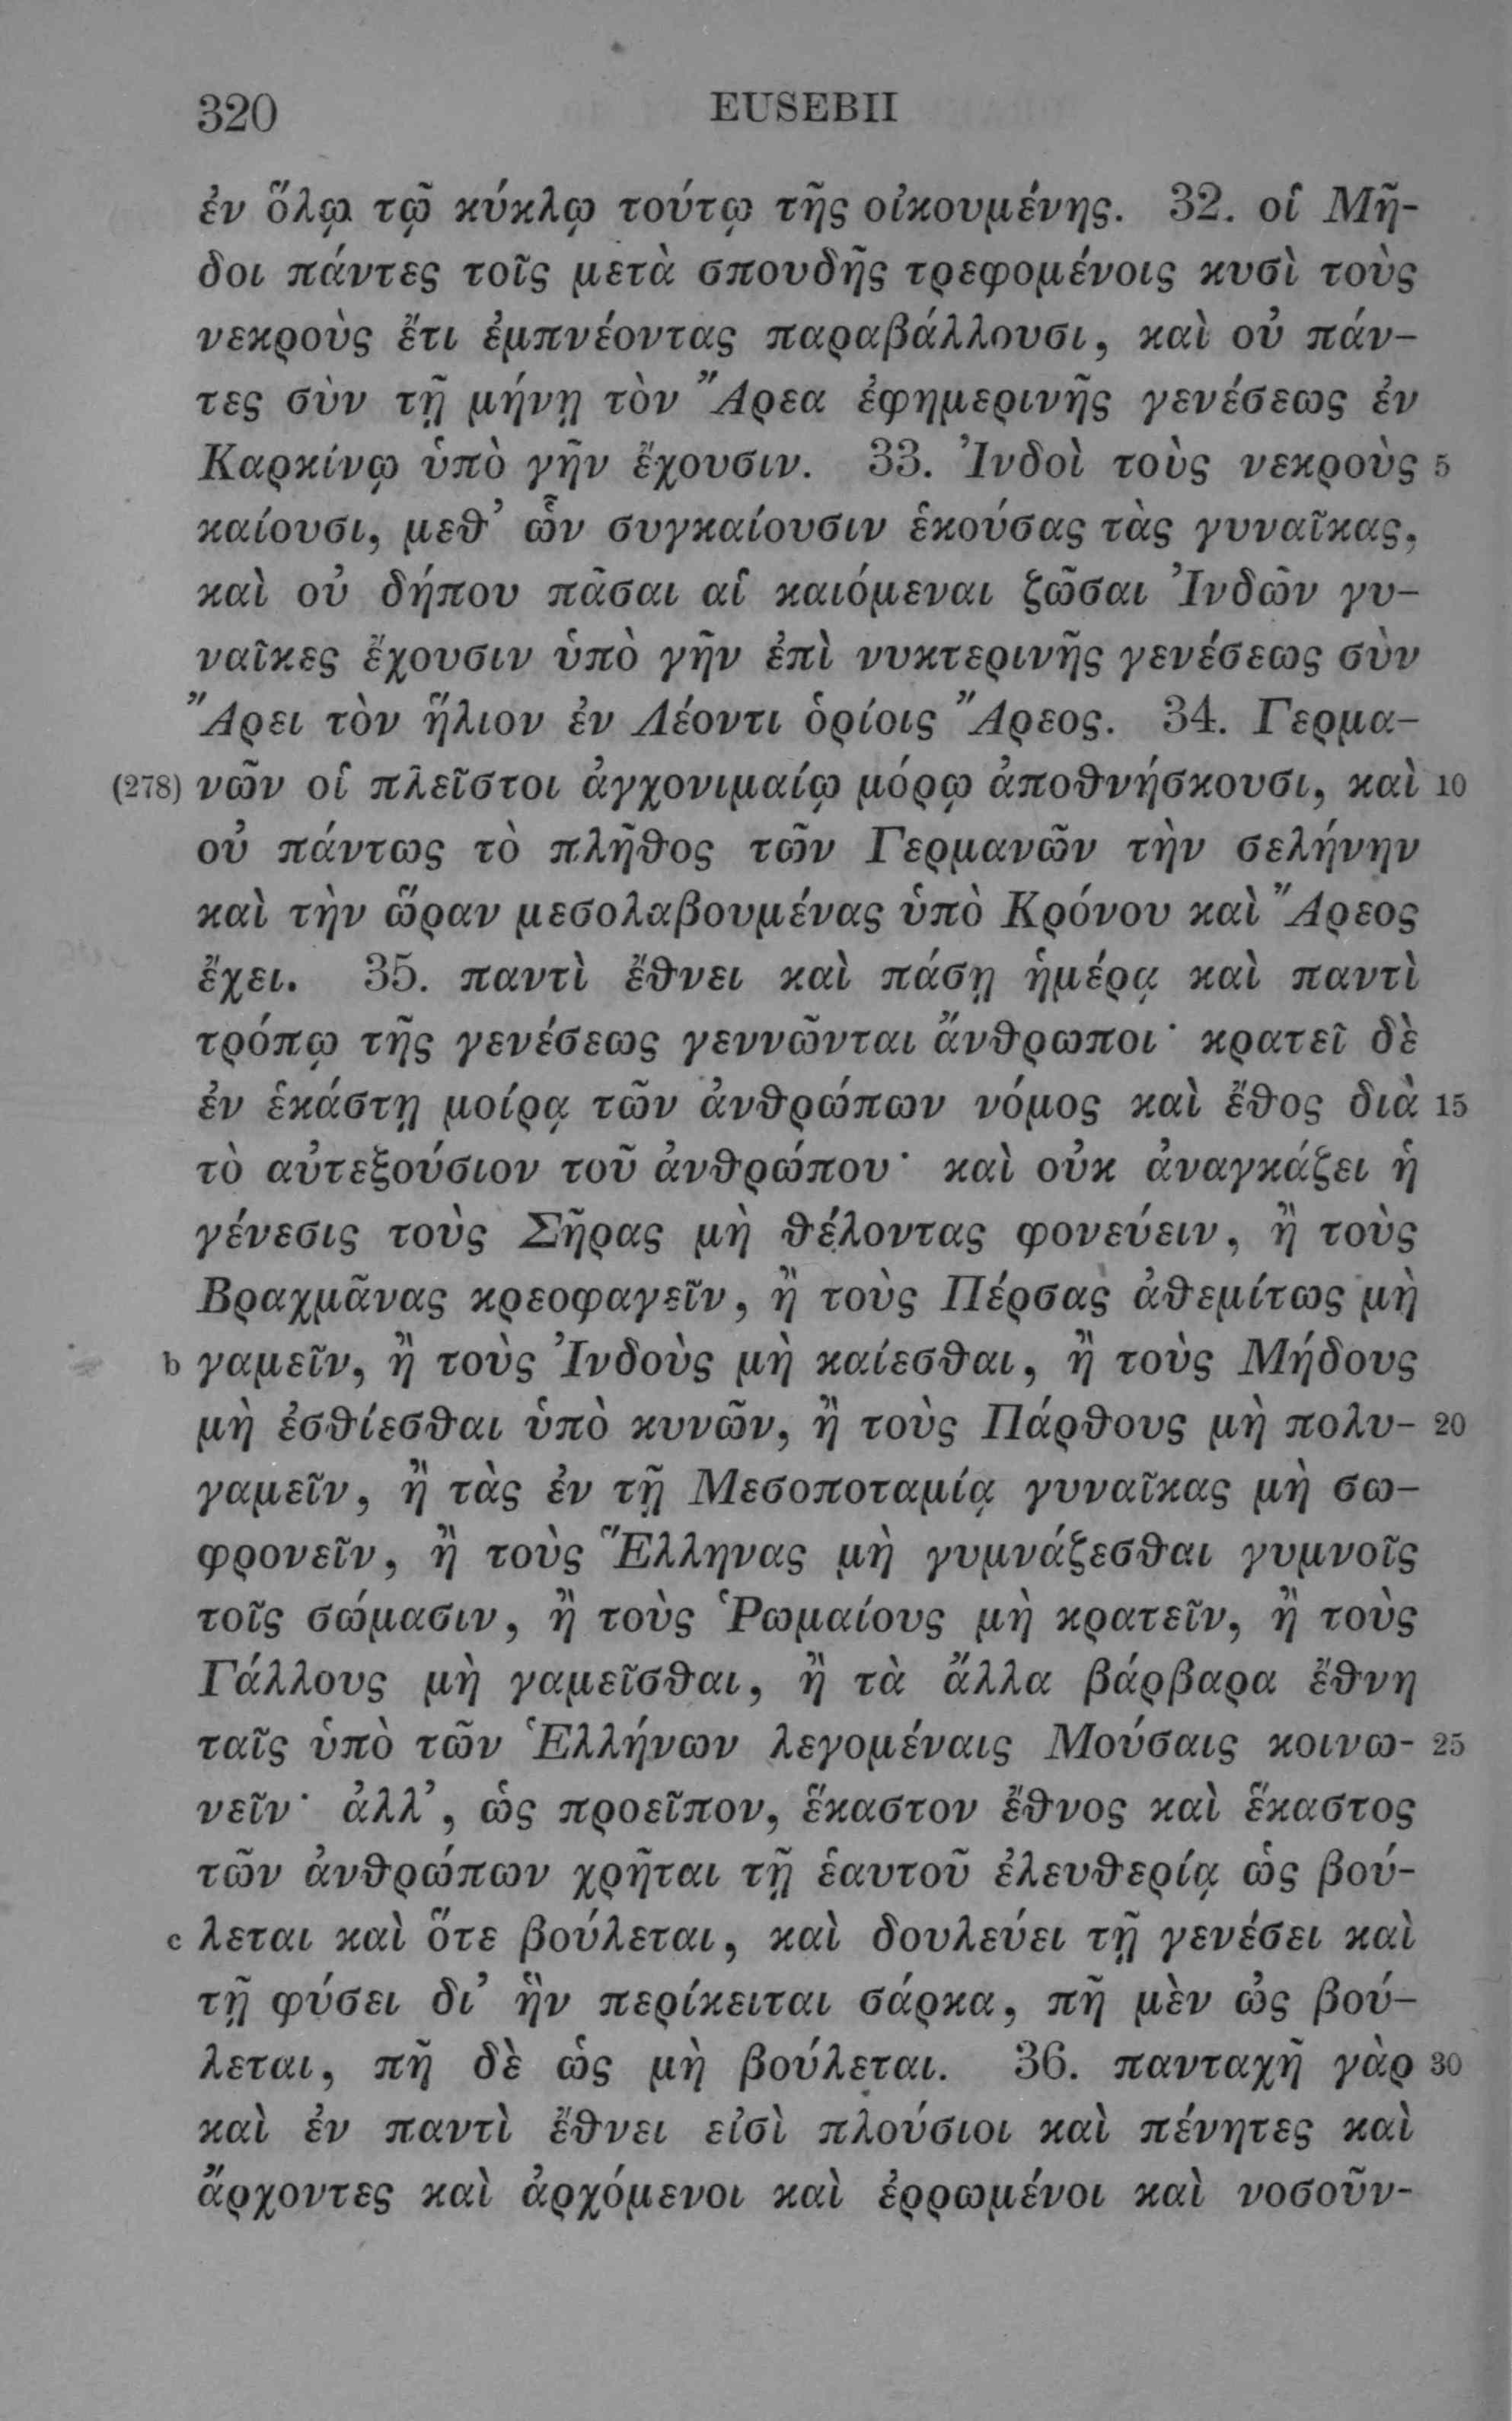 320 EUSEBII
ἐν ὅλῳ τῷ κύκλῳ τούτῳ τῆς οἰκουμένης. 32. οἱ Μῆ-
δοι πάντες τοῖς μετὰ σπουδῆς τρεφομένοις κυσὶ τοὺς
νεκροὺς ἔτι ἐμπνέοντας παραβάλλουσι, καὶ οὐ πάν-
τες σὺν τῇ μήνῃ τὸν Ἄρεα ἐφημερινῆς γενέσεως ἐν
Καρκίνῳ ὑπὸ γῆν ἔχουσιν. 33. Ἰνδοὶ τοὺς νεκροὺς 5
καίουσι, μεθ’ ὧν συγκαίουσιν ἑκούσας τὰς γυναῖκας,
καὶ οὐ δήπου πᾶσαι αἱ καιόμεναι ζῶσαι Ἰνδῶν γυ-
ναῖκες ἔχουσιν ὑπὸ γῆν ἐπὶ νυκτερινῆς γενέσεως σὺν
Ἄρει τὸν ἥλιον ἐν Λέοντι ὁρίοις Ἄρεος. 34. Γερμα-
(278) νῶν οἱ πλεῖστοι ἀγχονιμαίῳ μόρῳ ἀποθνήσκουσι, καὶ 10
οὐ πάντως τὸ πλῆθος τῶν Γερμανῶν τὴν σελήνην
καὶ τὴν ὥραν μεσολαβουμένας ὑπὸ Κρόνου καὶ Ἄρεος
ἔχει. 35. παντὶ ἔθνει καὶ πάσῃ ἡμέρᾳ καὶ παντὶ
τρόπῳ τῆς γενέσεως γεννῶνται ἄνθρωποι· κρατεῖ δὲ
ἐν ἑκάστῃ μοίρᾳ τῶν ἀνθρώπων νόμος καὶ ἔθος διὰ 15
τὸ αὐτεξούσιον τοῦ ἀνθρώπου· καὶ οὐκ ἀναγκάζει ἡ
γένεσις τοὺς Σῆρας μὴ θέλοντας φονεύειν, ἢ τοὺς
Βραχμᾶνας κρεοφαγεῖν, ἢ τοὺς Πέρσας ἀθεμίτως μὴ
b γαμεῖν, ἢ τοὺς Ἰνδοὺς μὴ καίεσθαι, ἢ τοὺς Μήδους
μὴ ἐσθίεσθαι ὑπὸ κυνῶν, ἢ τοὺς Πάρθους μὴ πολυ- 20
γαμεῖν, ἢ τὰς ἐν τῇ Μεσοποταμίᾳ γυναῖκας μὴ σω-
φρονεῖν, ἢ τοὺς Ἕλληνας μὴ γυμνάζεσθαι γυμνοῖς
τοῖς σώμασιν, ἢ τοὺς Ῥωμαίους μὴ κρατεῖν, ἢ τοὺς
Γάλλους μὴ γαμεῖσθαι, ἢ τὰ ἄλλα βάρβαρα ἔθνη
ταῖς ὑπὸ τῶν Ἑλλήνων λεγομέναις Μούσαις κοινω- 25
νεῖν· ἀλλ’, ὡς προεῖπον, ἕκαστον ἔθνος καὶ ἕκαστος
τῶν ἀνθρώπων χρῆται τῇ ἑαυτοῦ ἐλευθερίᾳ ὡς βού-
c λεται καὶ ὅτε βούλεται, καὶ δουλεύει τῇ γενέσει καὶ
τῇ φύσει δι’ ἣν περίκειται σάρκα, πῆ μὲν ὡς βού-
λεται, πῆ δὲ ὡς μὴ βούλεται. 36. πανταχῆ γὰρ 30
καὶ ἐν παντὶ ἔθνει εἰσὶ πλούσιοι καὶ πένητες καὶ
ἄρχοντες καὶ ἀρχόμενοι καὶ ἐρρωμένοι καὶ νοσοῦν-